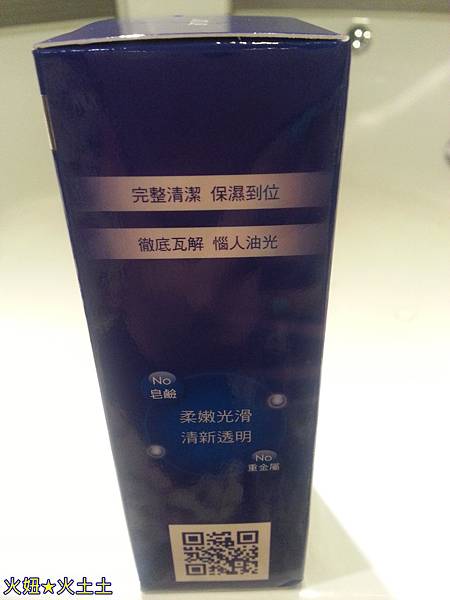 完整清潔 保濕到位
徹底瓦解 惱人油光
No
皂鹼
柔嫩光滑
清新透明
No
重金屬
火妞★火土土